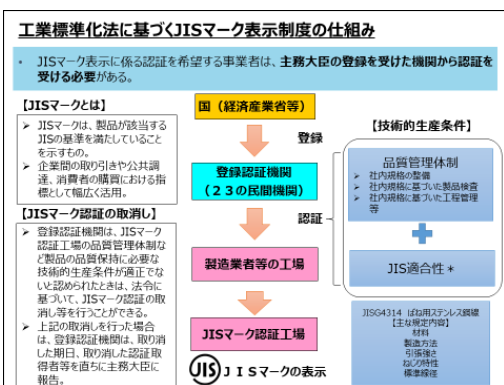 工業標準化法に基づくJISマーク表示制度の仕組み
・ JISマーク表示に係る認証を希望する事業者は、主務大臣の登録を受けた機関から認証を
受ける必要がある。
【JISマークとは】
➢ JISマークは、製品が該当する
JISの基準を満たしていること
を示すもの。
➢ 企業間の取り引きや公共調
達、消費者の購買における指
標として幅広く活用。
【JISマーク認証の取消し】
➢ 登録認証機関は、JISマーク
認証工場の品質管理体制な
ど製品の品質保持に必要な
技術的生産条件が適正でな
いと認められたときは、法令に
基づいて、JISマーク認証の取
消し等を行うことができる。
➢ 上記の取消しを行った場合
は、登録認証機関は、取り消
した期日、取り消した認証取
得者等を直ちに主務大臣に
報告。
国（経済産業省等）
登録
登録認証機関
（２３の民間機関）
認証
製造業者等の工場
JISマーク認証工場
JIS ＪＩＳマークの表示
【技術的生産条件】
品質管理体制
➢ 社内規格の整備
➢ 社内規格に基づいた製品検査
➢ 社内規格に基づいた工程管理
等
JIS適合性＊
JISG4314 ばね用ステンレス鋼線
【主な規定内容】
材料
製造方法
引張強さ
ねじり特性
標準線径